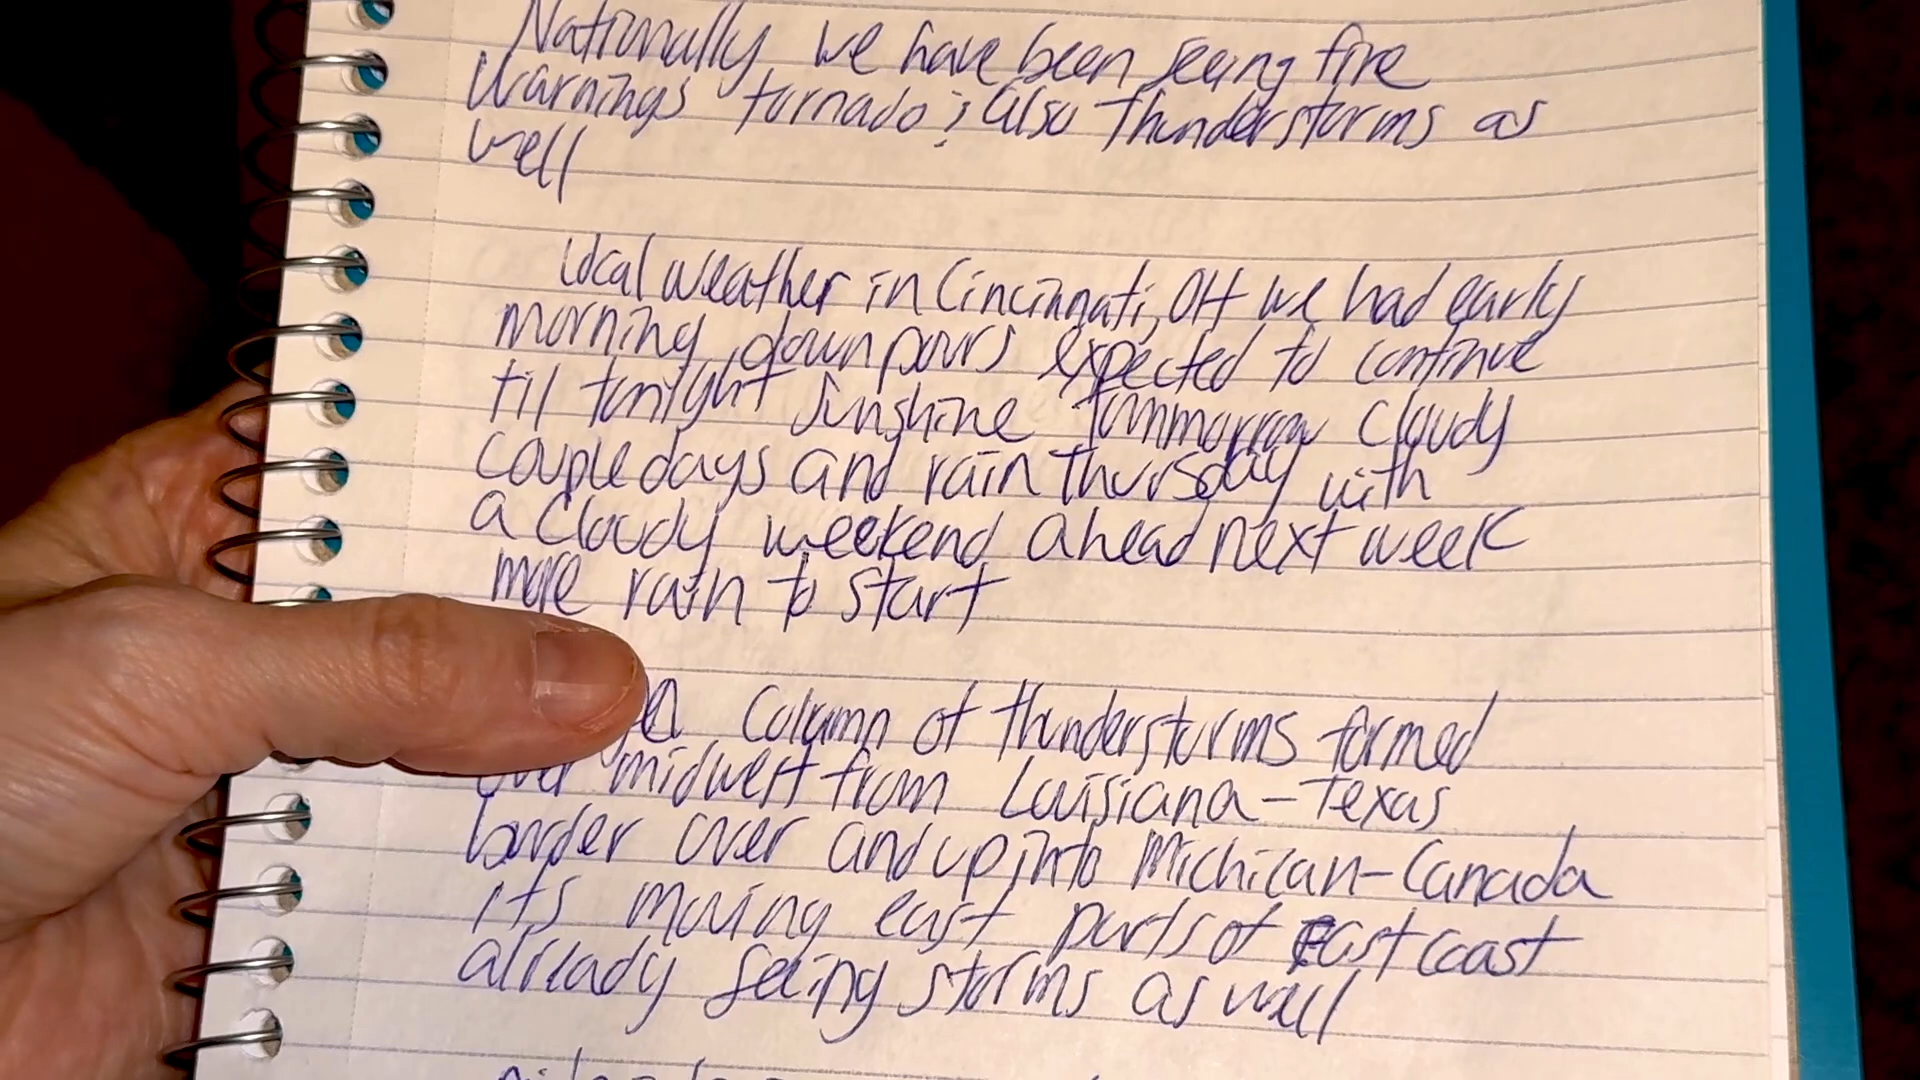 Nationally we have been seeing fire
warnings tornado; also Thunderstorms as
well
Local weather in Cincinnati, OH we had early
morning downpours expected to continue
til tonight sunshine Tommorrow cloudy
couple days and rain Thursday with
a cloudy weekend ahead next week
more rain to start
a Column of thunderstorms formed
over midwest from Louisiana-Texas
border over and up into Michigan-Canada
its moving east parts of east coast
already seeing storms as well